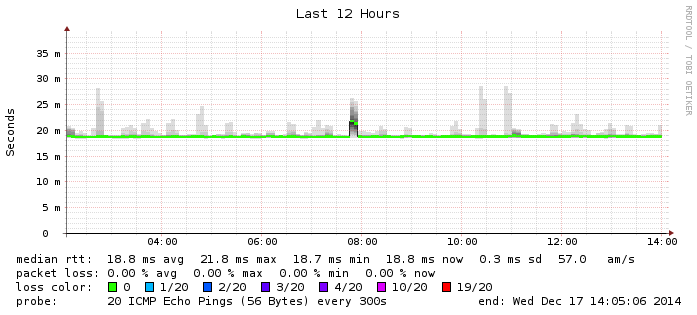 Last 12 Hours
RRDTOOL / TOBI OETIKER
Seconds
35 m
30 m
25 m
20 m
15 m
10 m
5 m
0
04:00 06:00 08:00 10:00 12:00 14:00
median rtt: 18.8 ms avg 21.8 ms max 18.7 ms min 18.8 ms now 0.3 ms sd 57.0 am/s
packet loss: 0.00 % avg 0.00 % max 0.00 % min 0.00 % now
loss color: 0 1/20 2/20 3/20 4/20 10/20 19/20
probe: 20 ICMP Echo Pings (56 Bytes) every 300s end: Wed Dec 17 14:05:06 2014